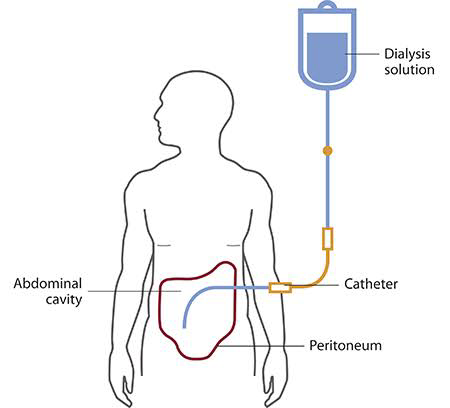 Dialysis
solution
Abdominal
cavity
Catheter
Peritoneum